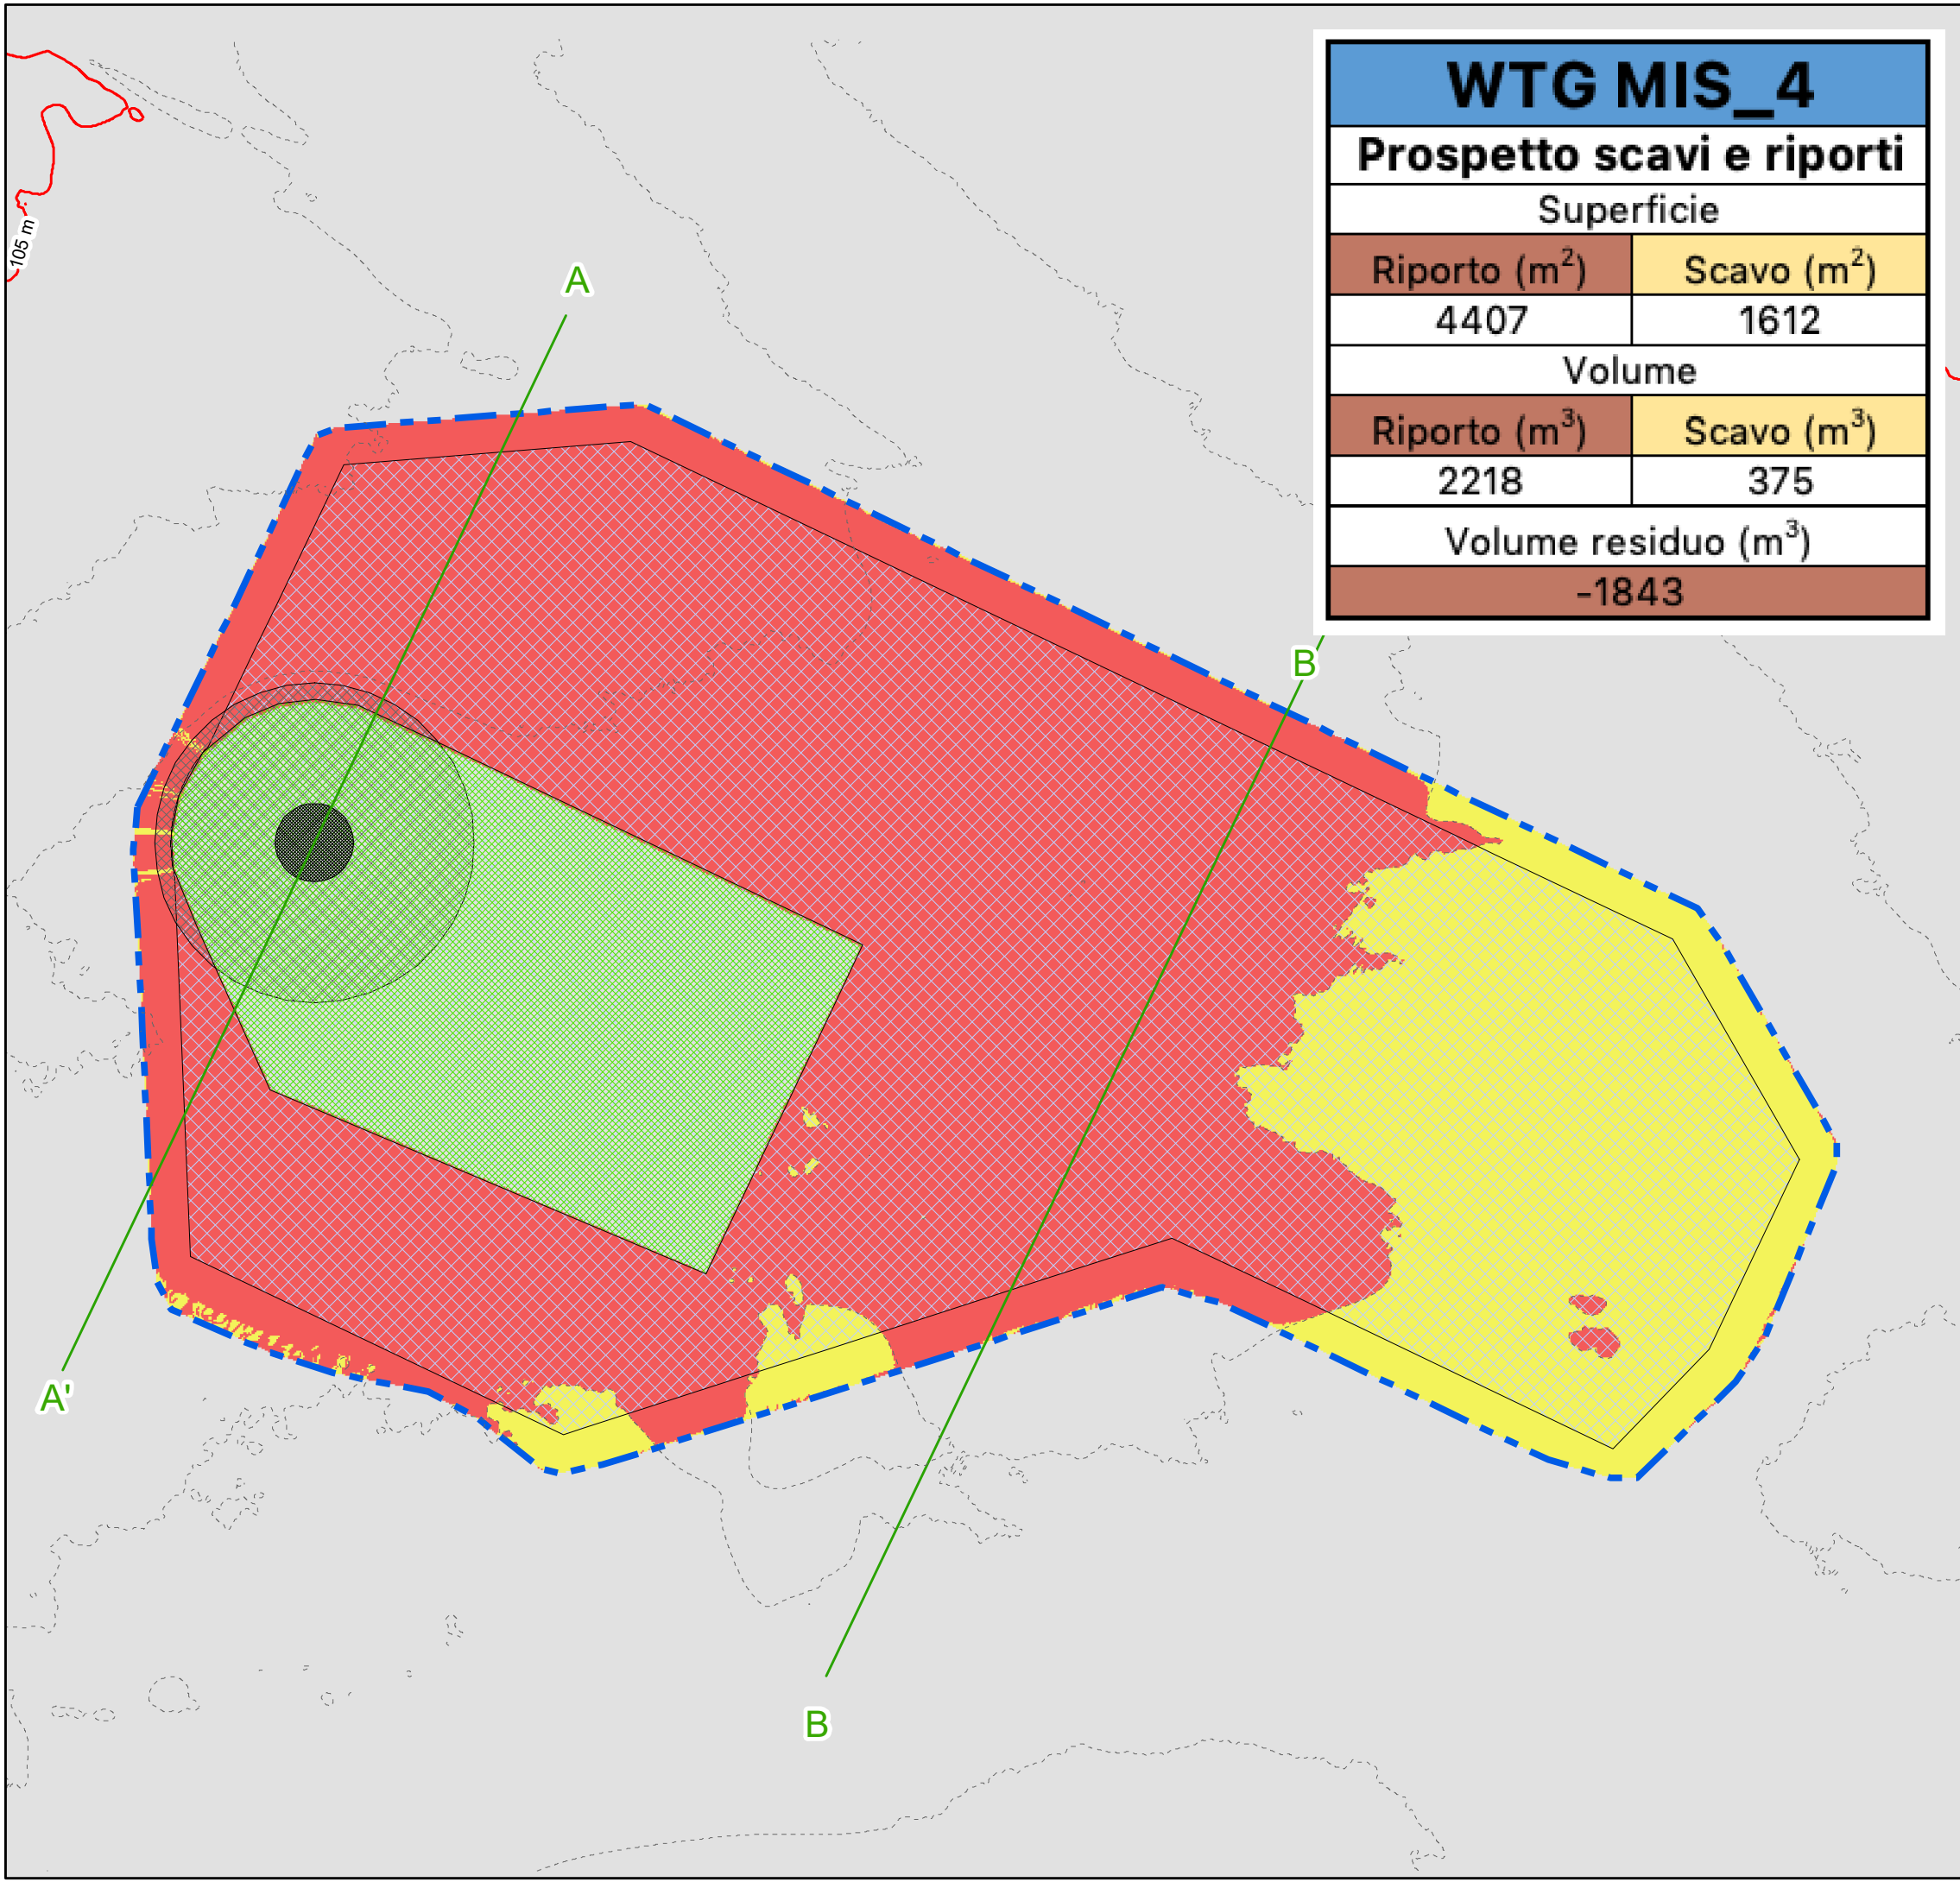 WTG MIS_4
Prospetto scavi e riporti
Superficie
Riporto (m²) Scavo (m²)
4407 1612
Volume
Riporto (m³) Scavo (m³)
2218 375
Volume residuo (m³)
-1843
105 m
A
B
A'
B